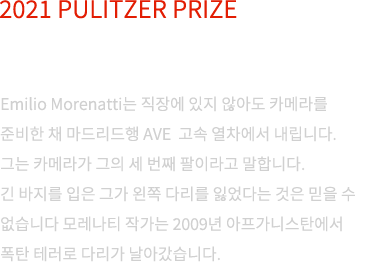 2021 PULITZER PRIZE
Emilio Morenatti는 직장에 있지 않아도 카메라를
준비한 채 마드리드행 AVE 고속 열차에서 내립니다.
그는 카메라가 그의 세 번째 팔이라고 말합니다.
긴 바지를 입은 그가 왼쪽 다리를 잃었다는 것은 믿을 수
없습니다 모레나티 작가는 2009년 아프가니스탄에서
폭탄 테러로 다리가 날아갔습니다.